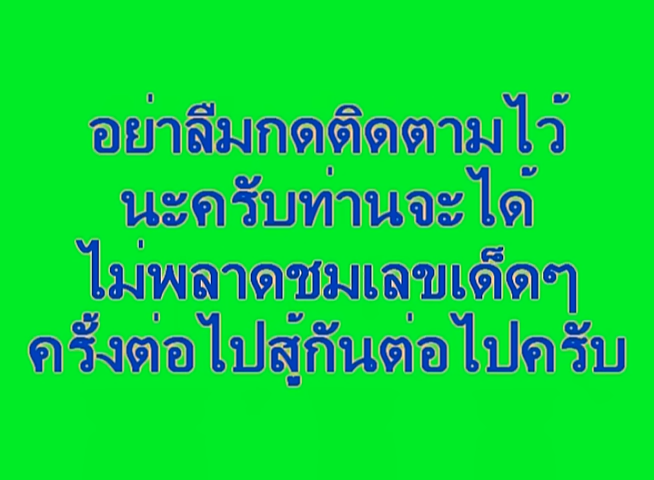 อย่าลืมกดติดตามไว้
นะครับท่านจะได้
ไม่พลาดชมเลขเด็ดๆ
ครั้งต่อไปสู้กันต่อไปครับ